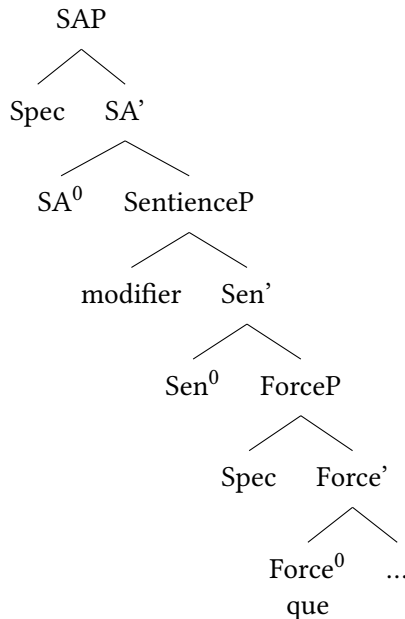 SAP
Spec SA’
SA⁰ SentienceP
modifier Sen’
Sen⁰ ForceP
Spec Force’
Force⁰ ...
que